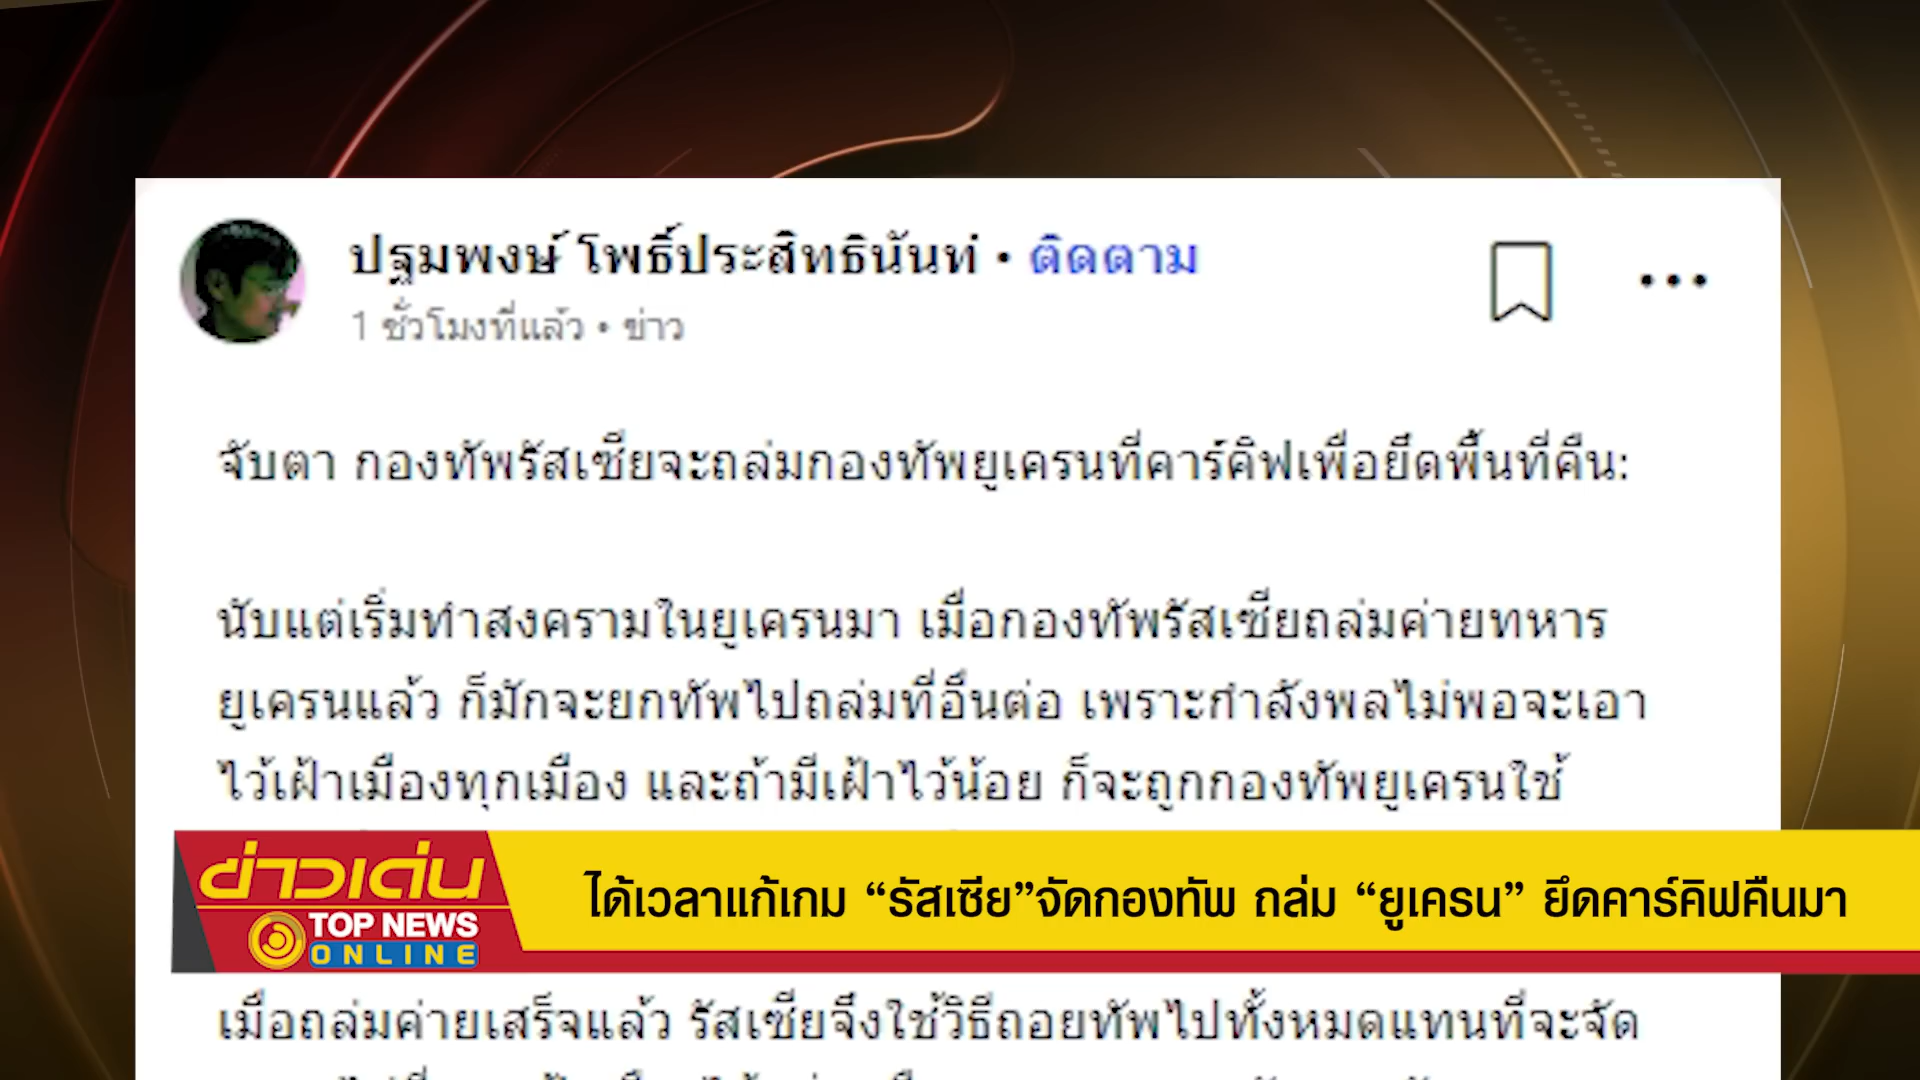 ปฐมพงษ์ โพธิ์ประสิทธินันท์ • ติดตาม
1 ชั่วโมงที่แล้ว • ข่าว
จับตา กองทัพรัสเซียจะถล่มกองทัพยูเครนที่คาร์คิฟเพื่อยึดพื้นที่คืน:
นับแต่เริ่มทำสงครามในยูเครนมา เมื่อกองทัพรัสเซียถล่มค่ายทหาร
ยูเครนแล้ว ก็มักจะยกทัพไปถล่มที่อื่นต่อ เพราะกำลังพลไม่พอจะเอา
ไว้เฝ้าเมืองทุกเมือง และถ้ามีเฝ้าไว้น้อย ก็จะถูกกองทัพยูเครนใช้
ข่าวเด่น
TOP NEWS
ONLINE
ได้เวลาแก้เกม “รัสเซีย”จัดกองทัพ ถล่ม “ยูเครน” ยึดคาร์คิฟคืนมา
เมื่อถล่มค่ายเสร็จแล้ว รัสเซียจึงใช้วิธีถอยทัพไปทั้งหมดแทนที่จะจัด